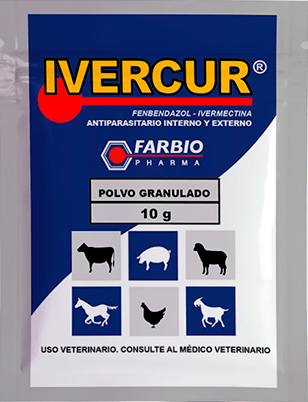 IVERCUR®
FENBENDAZOL - IVERMECTINA
ANTIPARASITARIO INTERNO Y EXTERNO
FARBIO
PHARMA
POLVO GRANULADO
10 g
USO VETERINARIO. CONSULTE AL MÉDICO VETERINARIO